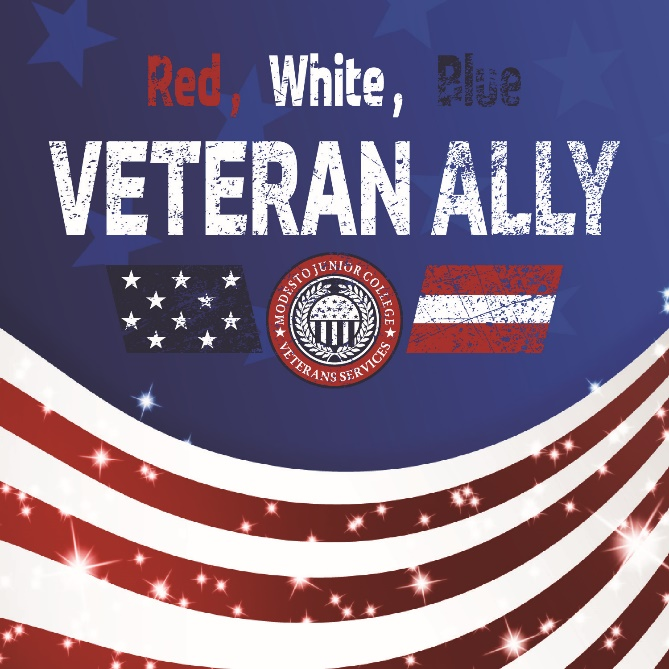 Red, White, Blue
VETERAN ALLY
MODESTO JUNIOR COLLEGE
VETERANS SERVICES